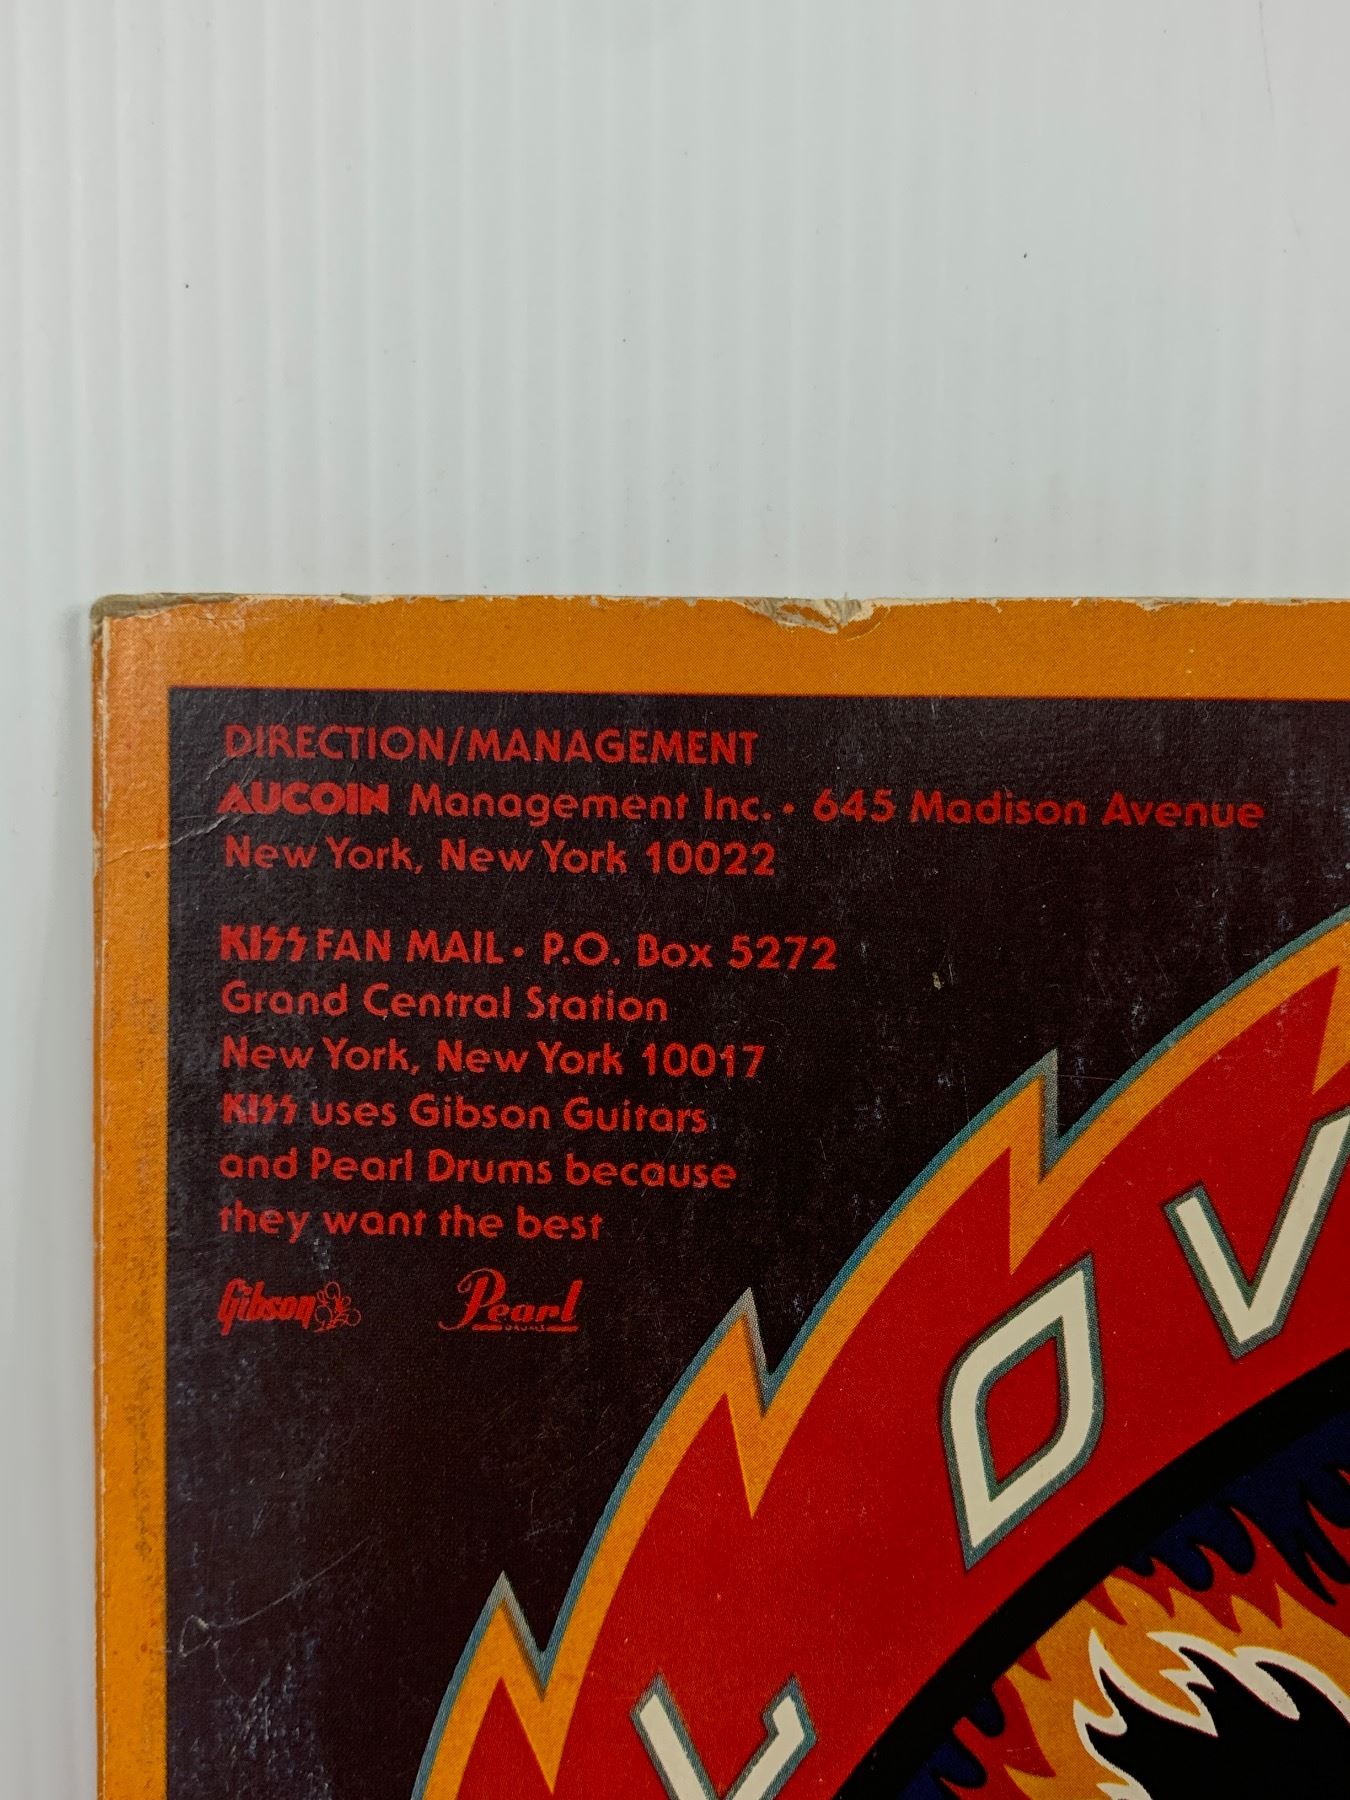 DIRECTION/MANAGEMENT
AUCOIN Management Inc. • 645 Madison Avenue
New York, New York 10022
KISS FAN MAIL • P.O. Box 5272
Grand Central Station
New York, New York 10017
KISS uses Gibson Guitars
and Pearl Drums because
they want the best
Gibson
Pearl
DRUMS
L O V